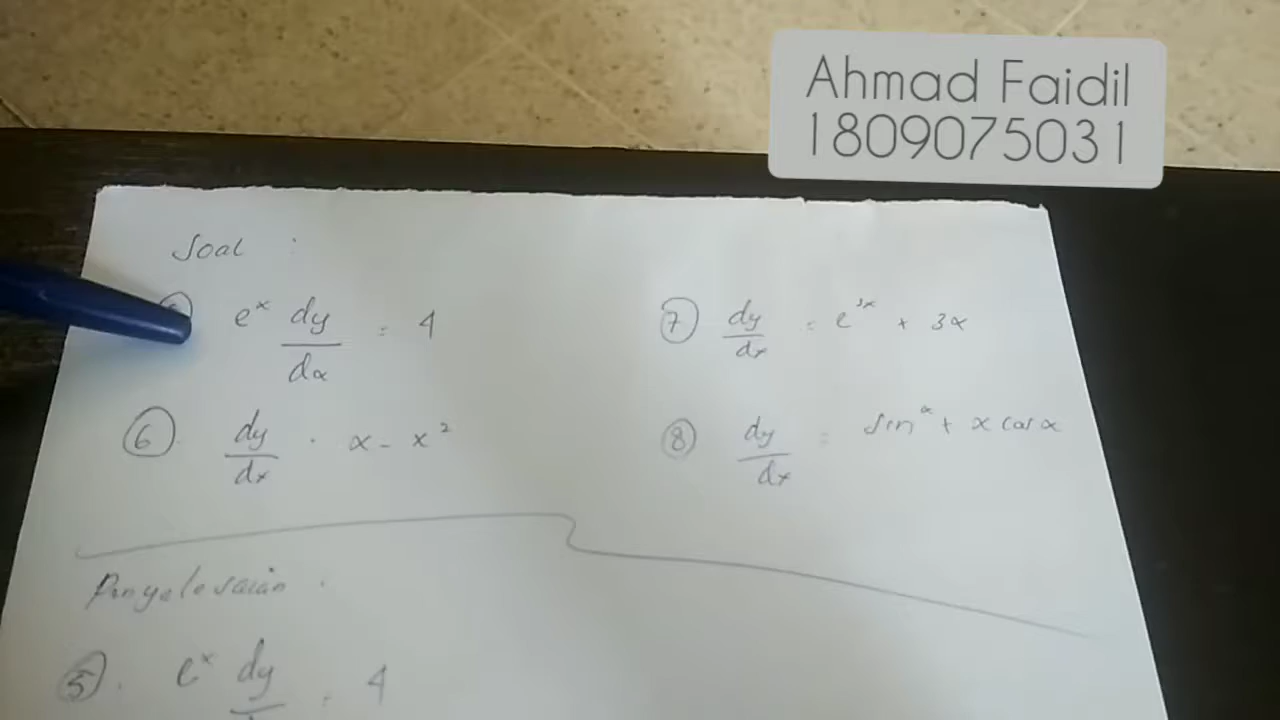 Ahmad Faidil
1809075031
Soal :
e^x dy/dx = 4
⑥. dy/dx = x - x^2
⑦ dy/dx = e^3x + 3x
⑧ dy/dx = sin^x + x cos x
Penyelesaian :
⑤. e^x dy = 4